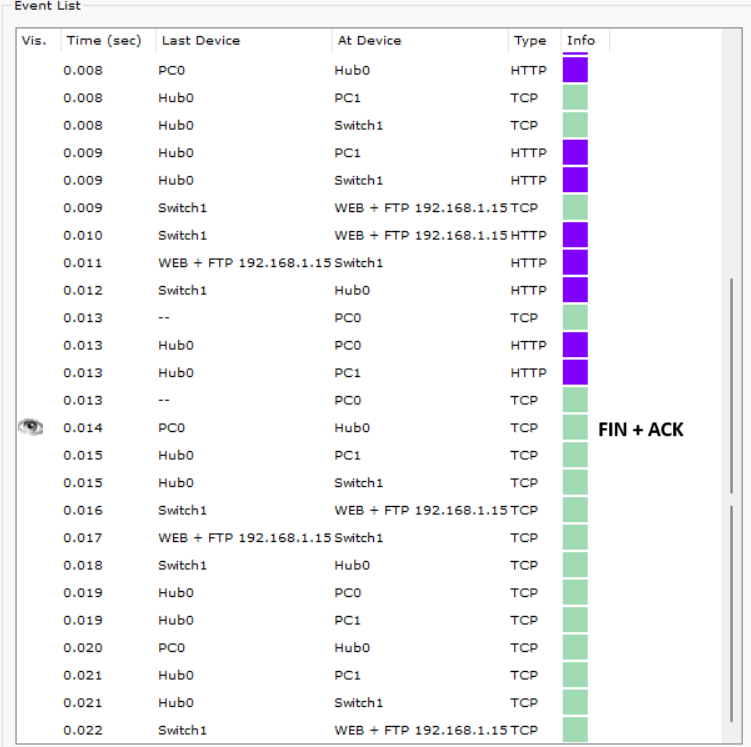 Event List
Vis. Time (sec) Last Device At Device Type Info
0.008 PC0 Hub0 HTTP
0.008 Hub0 PC1 TCP
0.008 Hub0 Switch1 TCP
0.009 Hub0 PC1 HTTP
0.009 Hub0 Switch1 HTTP
0.009 Switch1 WEB + FTP 192.168.1.15 TCP
0.010 Switch1 WEB + FTP 192.168.1.15 HTTP
0.011 WEB + FTP 192.168.1.15 Switch1 HTTP
0.012 Switch1 Hub0 HTTP
0.013 -- PC0 TCP
0.013 Hub0 PC0 HTTP
0.013 Hub0 PC1 HTTP
0.013 -- PC0 TCP
0.014 PC0 Hub0 TCP FIN + ACK
0.015 Hub0 PC1 TCP
0.015 Hub0 Switch1 TCP
0.016 Switch1 WEB + FTP 192.168.1.15 TCP
0.017 WEB + FTP 192.168.1.15 Switch1 TCP
0.018 Switch1 Hub0 TCP
0.019 Hub0 PC0 TCP
0.019 Hub0 PC1 TCP
0.020 PC0 Hub0 TCP
0.021 Hub0 PC1 TCP
0.021 Hub0 Switch1 TCP
0.022 Switch1 WEB + FTP 192.168.1.15 TCP